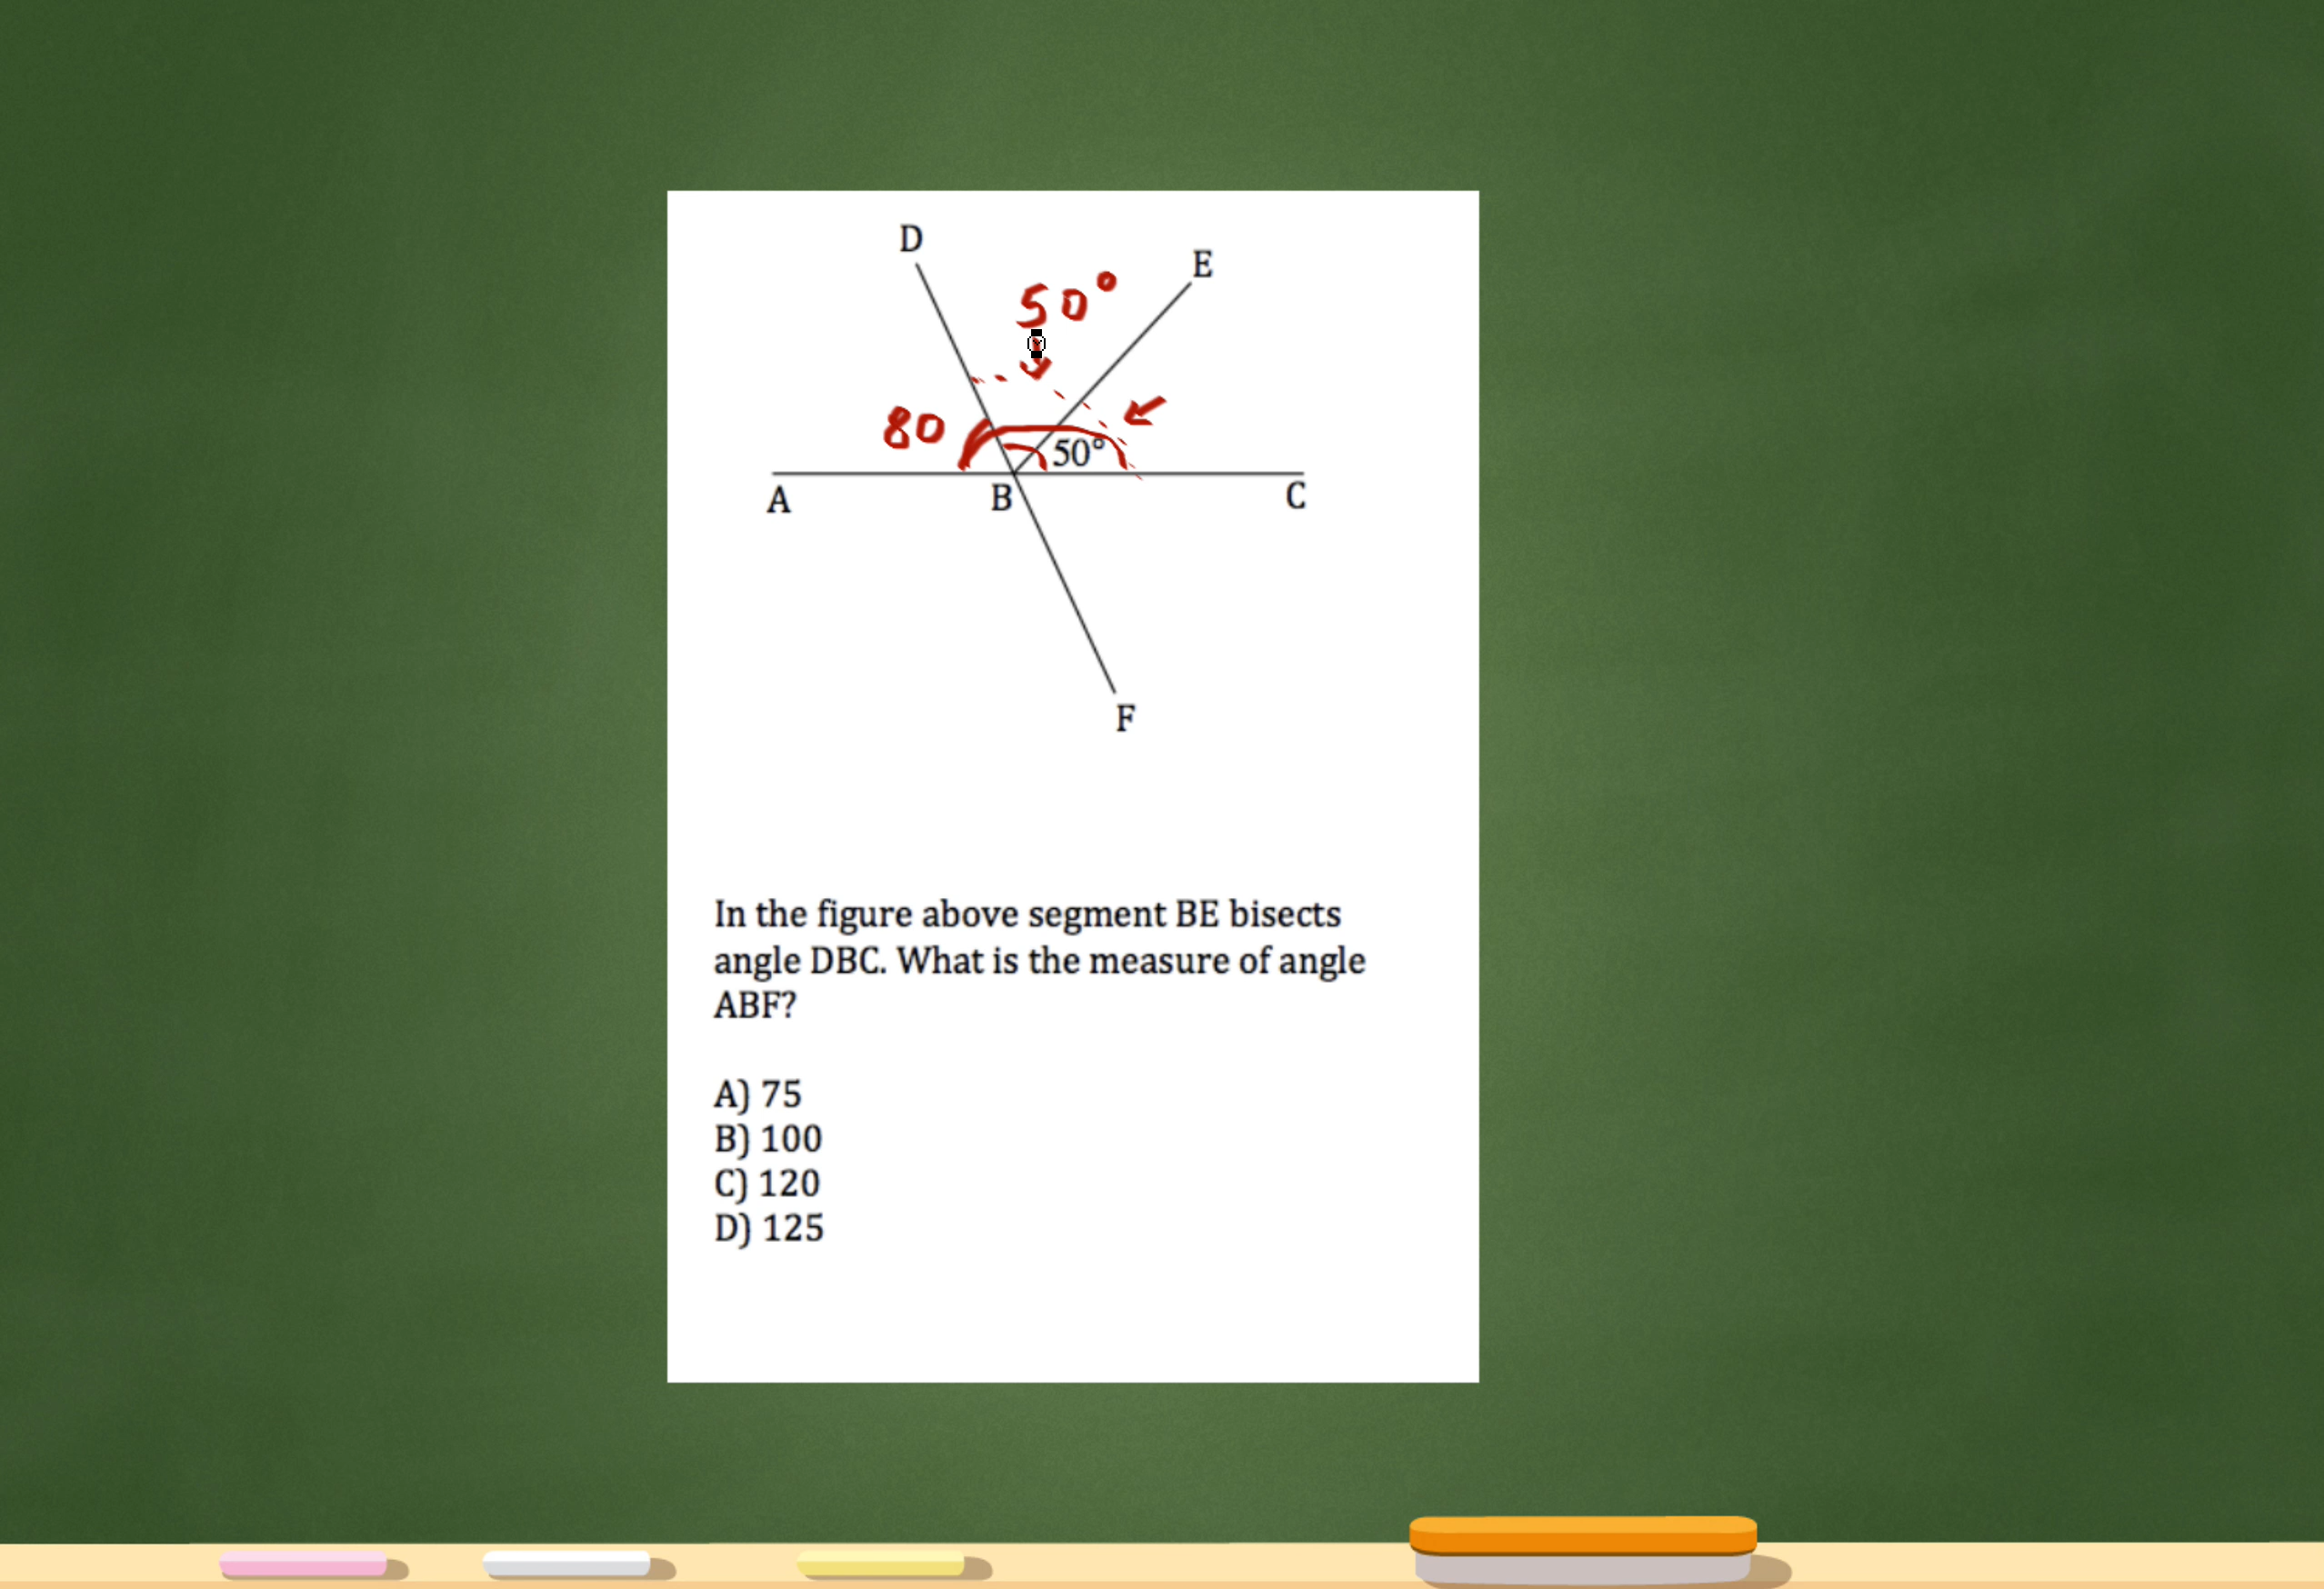 D
E
50°
80
50°
A
B
C
F
In the figure above segment BE bisects
angle DBC. What is the measure of angle
ABF?
A) 75
B) 100
C) 120
D) 125